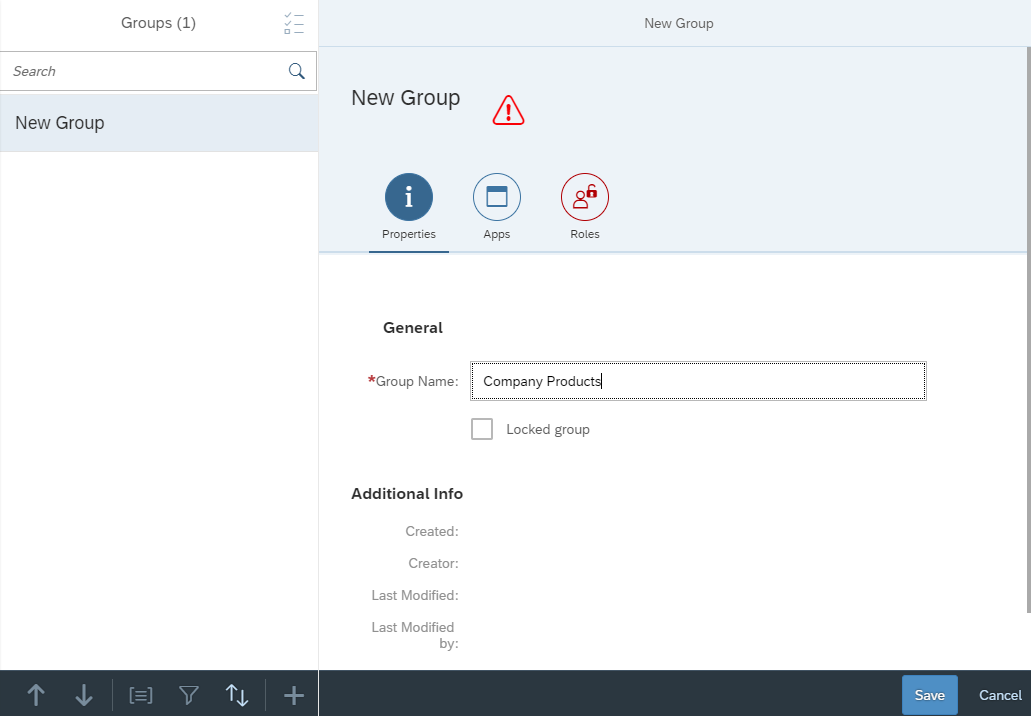 Groups (1)
Search
New Group
New Group
New Group
Properties
Apps
Roles
General
*Group Name: Company Products
Locked group
Additional Info
Created:
Creator:
Last Modified:
Last Modified
by:
Save
Cancel